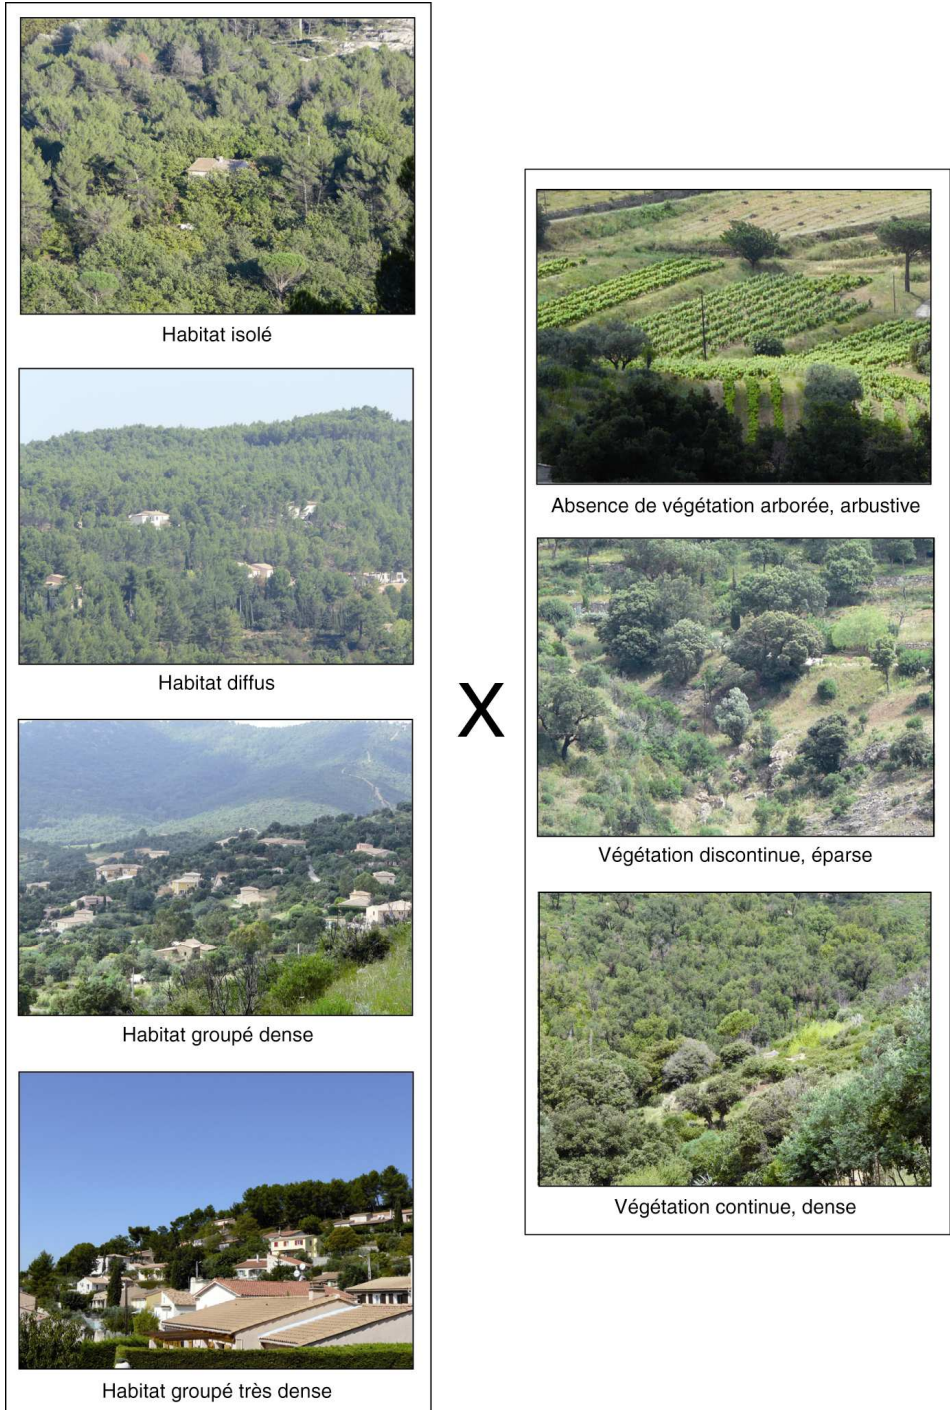 Habitat isolé
Habitat diffus
Habitat groupé dense
Habitat groupé très dense
X
Absence de végétation arborée, arbustive
Végétation discontinue, éparse
Végétation continue, dense